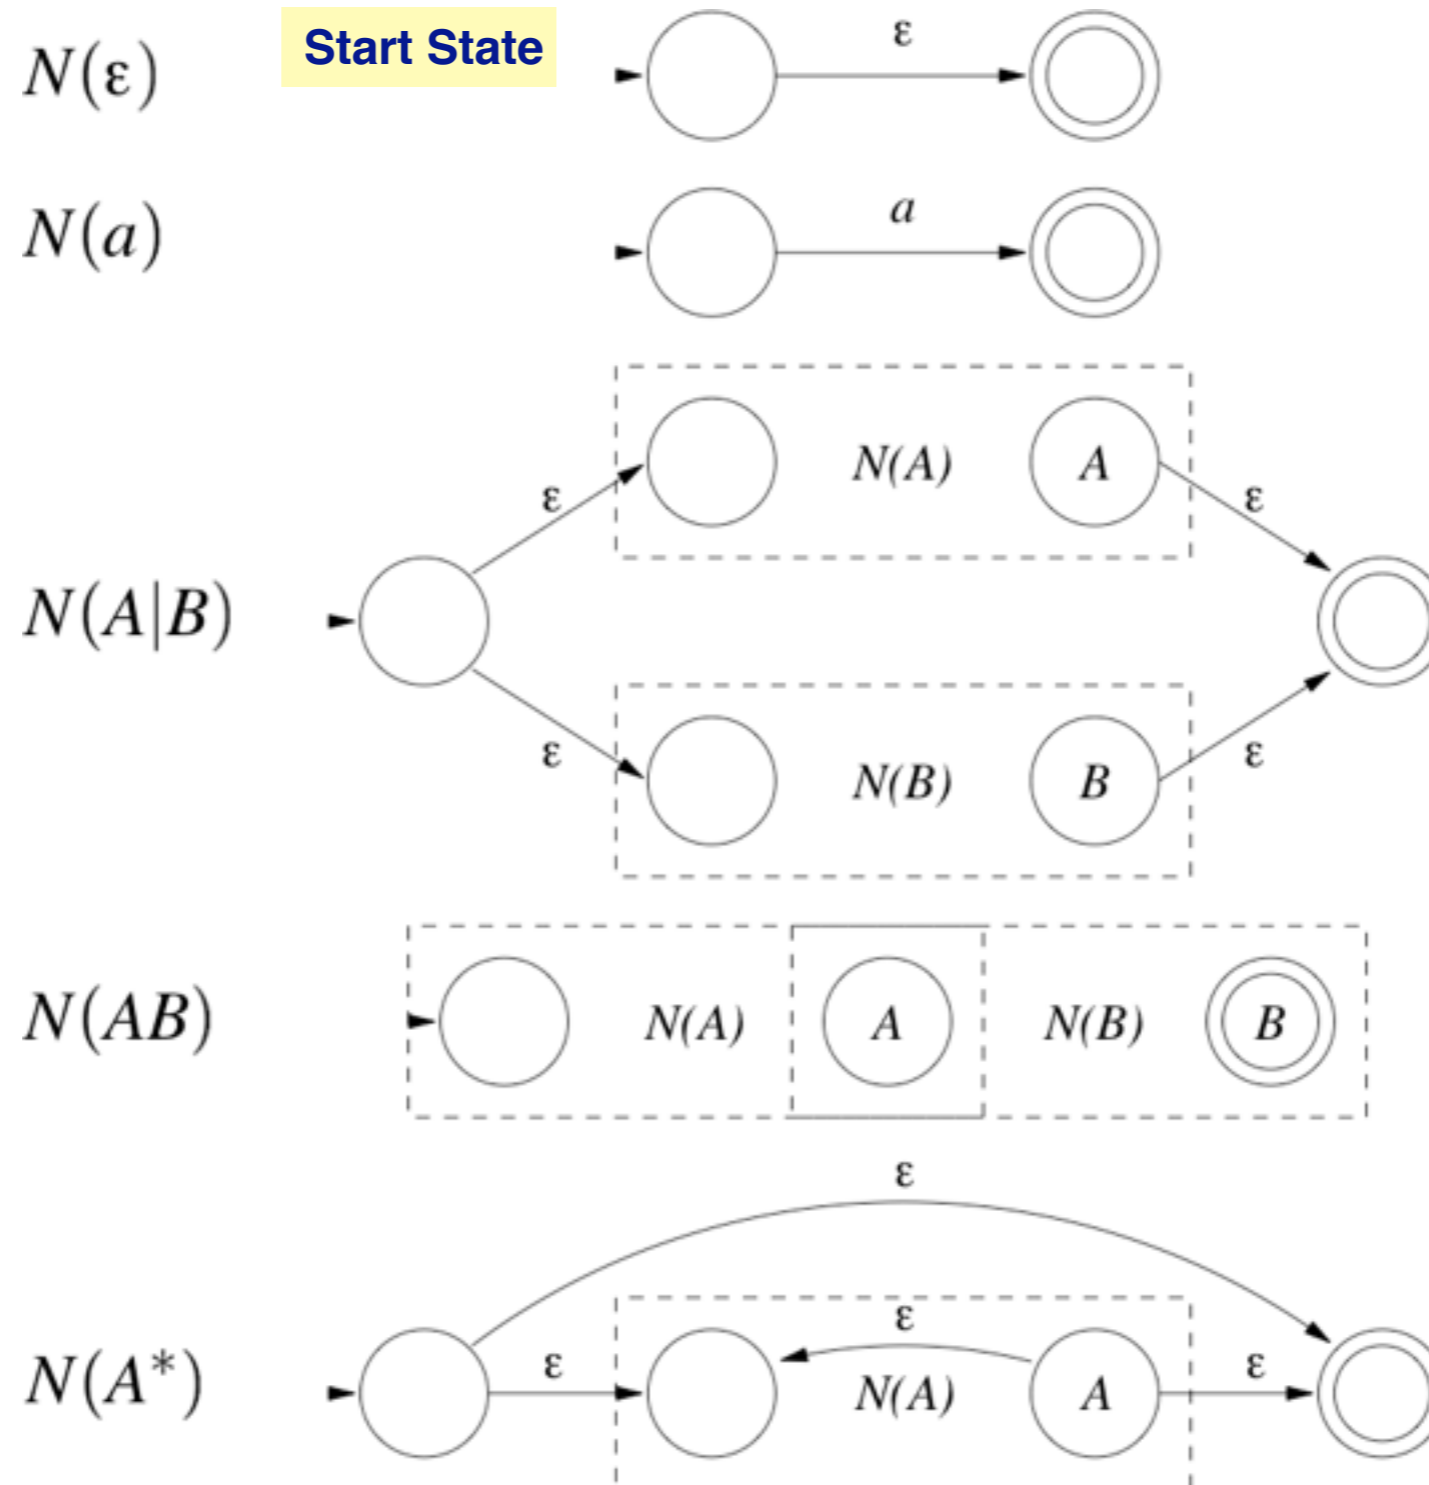 N(ε) Start State ε
N(a) a
ε N(A) A ε
N(A|B)
ε N(B) B ε
N(AB) N(A) A N(B) B
ε
ε
N(A*) ε N(A) A ε